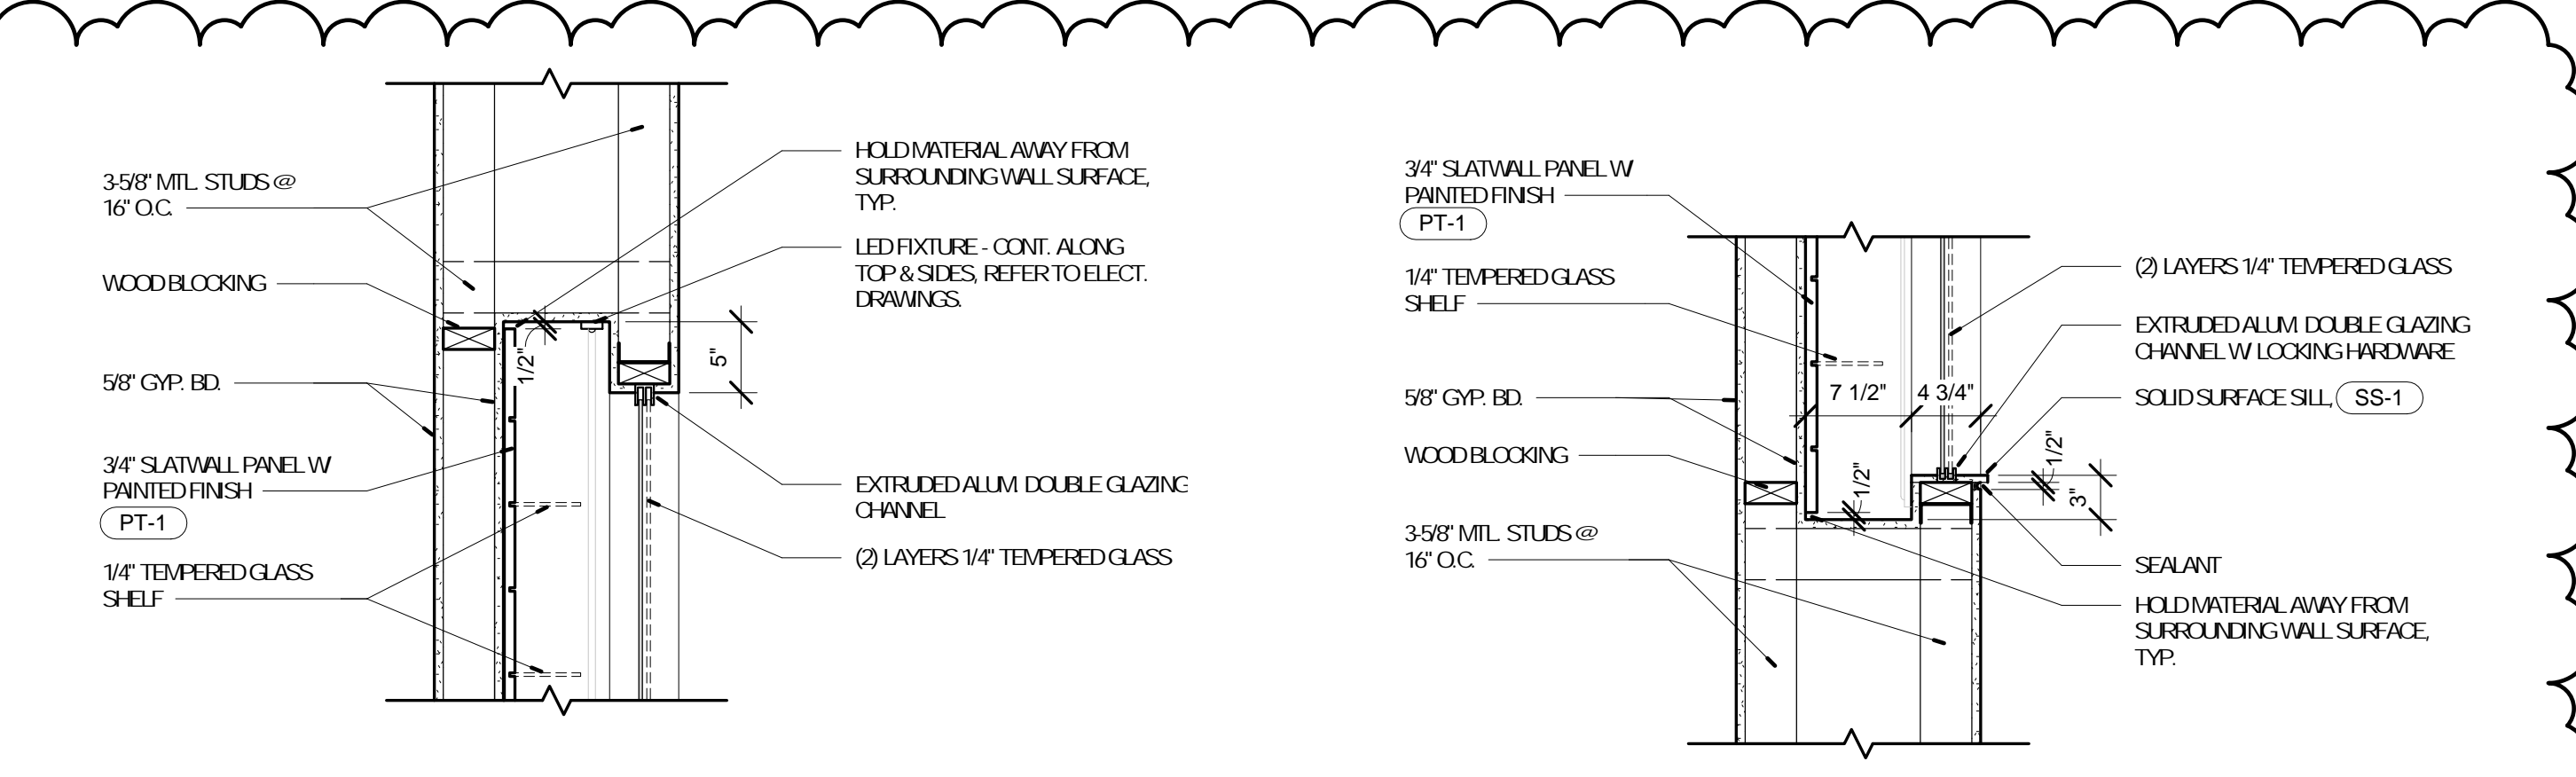 3-5/8" MTL. STUDS @
16" O.C.
WOOD BLOCKING
5/8" GYP. BD.
3/4" SLATWALL PANEL W/
PAINTED FINISH
PT-1
1/4" TEMPERED GLASS
SHELF
1/2"
5"
HOLD MATERIAL AWAY FROM
SURROUNDING WALL SURFACE,
TYP.
LED FIXTURE - CONT. ALONG
TOP & SIDES, REFER TO ELECT.
DRAWINGS.
EXTRUDED ALUM. DOUBLE GLAZING
CHANNEL
(2) LAYERS 1/4" TEMPERED GLASS
3/4" SLATWALL PANEL W/
PAINTED FINISH
PT-1
1/4" TEMPERED GLASS
SHELF
5/8" GYP. BD.
WOOD BLOCKING
3-5/8" MTL. STUDS @
16" O.C.
7 1/2"
4 3/4"
1/2"
1/2"
3"
(2) LAYERS 1/4" TEMPERED GLASS
EXTRUDED ALUM. DOUBLE GLAZING
CHANNEL W/ LOCKING HARDWARE
SOLID SURFACE SILL, SS-1
SEALANT
HOLD MATERIAL AWAY FROM
SURROUNDING WALL SURFACE,
TYP.